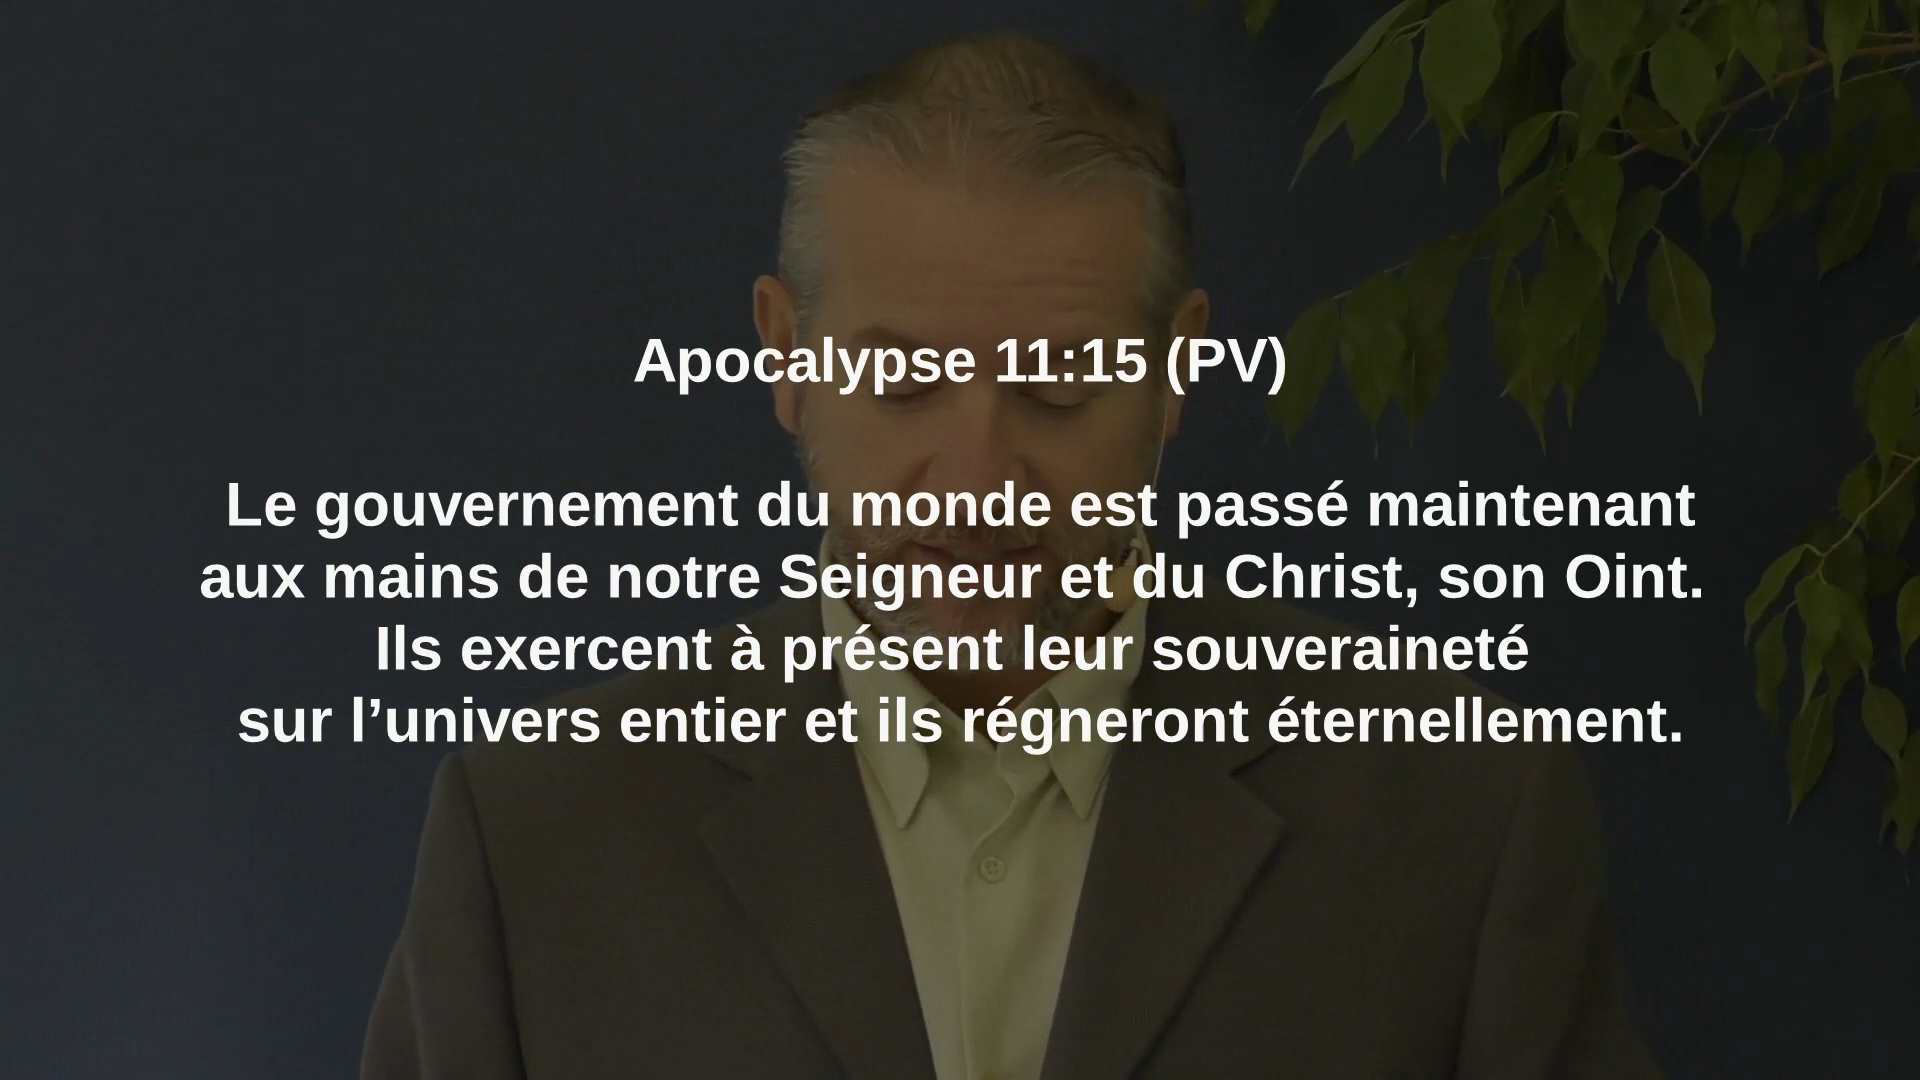 Apocalypse 11:15 (PV)
Le gouvernement du monde est passé maintenant
aux mains de notre Seigneur et du Christ, son Oint.
Ils exercent à présent leur souveraineté
sur l’univers entier et ils régneront éternellement.